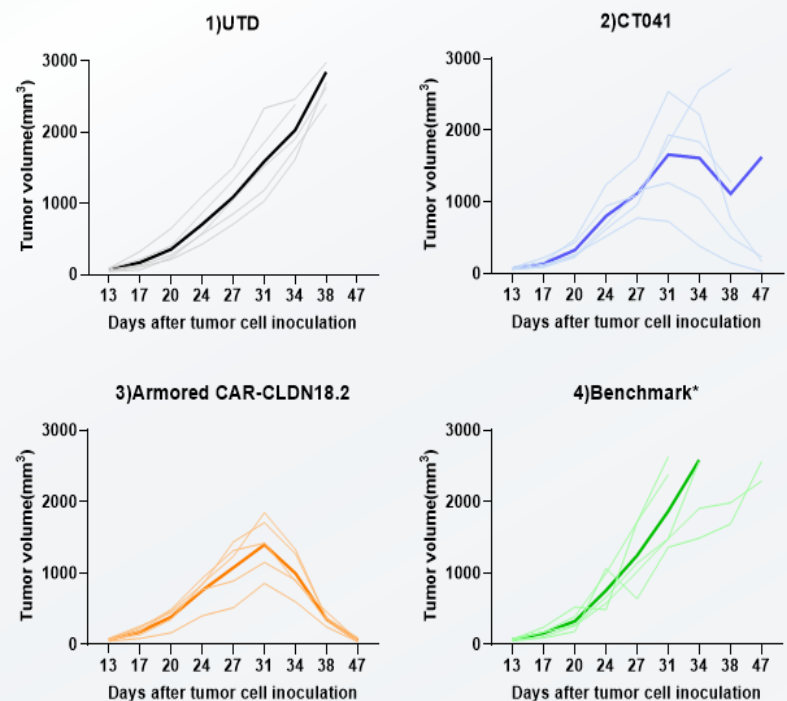 1)UTD
Tumor volume(mm³)
3000
2000
1000
0
13 17 20 24 27 31 34 38 47
Days after tumor cell inoculation
2)CT041
Tumor volume(mm³)
3000
2000
1000
0
13 17 20 24 27 31 34 38 47
Days after tumor cell inoculation
3)Armored CAR-CLDN18.2
Tumor volume(mm³)
3000
2000
1000
0
13 17 20 24 27 31 34 38 47
Days after tumor cell inoculation
4)Benchmark*
Tumor volume(mm³)
3000
2000
1000
0
13 17 20 24 27 31 34 38 47
Days after tumor cell inoculation